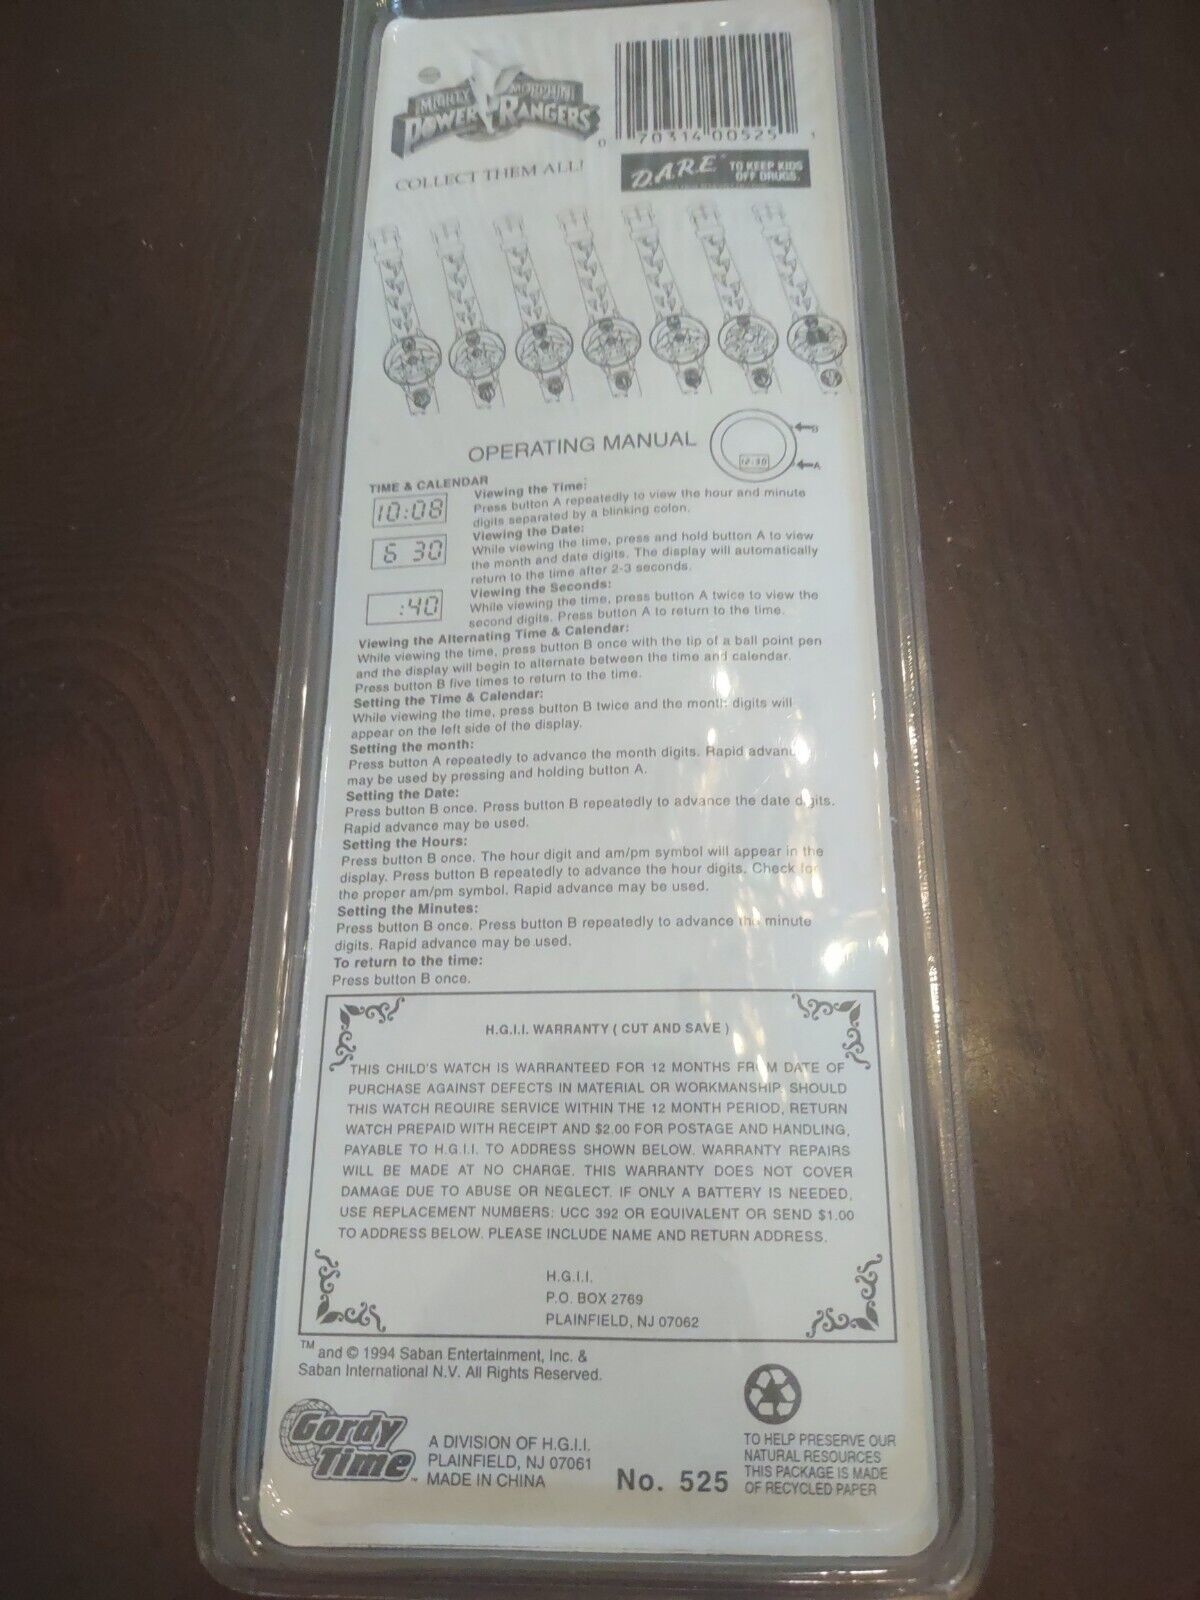 MIGHTY MORPHIN
POWER RANGERS
COLLECT THEM ALL!
0 70314 00525 1
D.A.R.E. TO KEEP KIDS
OFF DRUGS.
OPERATING MANUAL
12:30
B
A
TIME & CALENDAR
10:08
Viewing the Time:
Press button A repeatedly to view the hour and minute
digits separated by a blinking colon.
6 30
Viewing the Date:
While viewing the time, press and hold button A to view
the month and date digits. The display will automatically
return to the time after 2-3 seconds.
:40
Viewing the Seconds:
While viewing the time, press button A twice to view the
second digits. Press button A to return to the time.
Viewing the Alternating Time & Calendar:
While viewing the time, press button B once with the tip of a ball point pen
and the display will begin to alternate between the time and calendar.
Press button B five times to return to the time.
Setting the Time & Calendar:
While viewing the time, press button B twice and the month digits will
appear on the left side of the display.
Setting the month:
Press button A repeatedly to advance the month digits. Rapid advance
may be used by pressing and holding button A.
Setting the Date:
Press button B once. Press button B repeatedly to advance the date digits.
Rapid advance may be used.
Setting the Hours:
Press button B once. The hour digit and am/pm symbol will appear in the
display. Press button B repeatedly to advance the hour digits. Check for
the proper am/pm symbol. Rapid advance may be used.
Setting the Minutes:
Press button B once. Press button B repeatedly to advance the minute
digits. Rapid advance may be used.
To return to the time:
Press button B once.
H.G.I.I. WARRANTY ( CUT AND SAVE )
THIS CHILD'S WATCH IS WARRANTEED FOR 12 MONTHS FROM DATE OF
PURCHASE AGAINST DEFECTS IN MATERIAL OR WORKMANSHIP. SHOULD
THIS WATCH REQUIRE SERVICE WITHIN THE 12 MONTH PERIOD, RETURN
WATCH PREPAID WITH RECEIPT AND $2.00 FOR POSTAGE AND HANDLING,
PAYABLE TO H.G.I.I. TO ADDRESS SHOWN BELOW. WARRANTY REPAIRS
WILL BE MADE AT NO CHARGE. THIS WARRANTY DOES NOT COVER
DAMAGE DUE TO ABUSE OR NEGLECT. IF ONLY A BATTERY IS NEEDED,
USE REPLACEMENT NUMBERS: UCC 392 OR EQUIVALENT OR SEND $1.00
TO ADDRESS BELOW. PLEASE INCLUDE NAME AND RETURN ADDRESS.
H.G.I.I.
P.O. BOX 2769
PLAINFIELD, NJ 07062
TM and © 1994 Saban Entertainment, Inc. &
Saban International N.V. All Rights Reserved.
Gordy
Time TM
A DIVISION OF H.G.I.I.
PLAINFIELD, NJ 07061
MADE IN CHINA
No. 525
TO HELP PRESERVE OUR
NATURAL RESOURCES
THIS PACKAGE IS MADE
OF RECYCLED PAPER